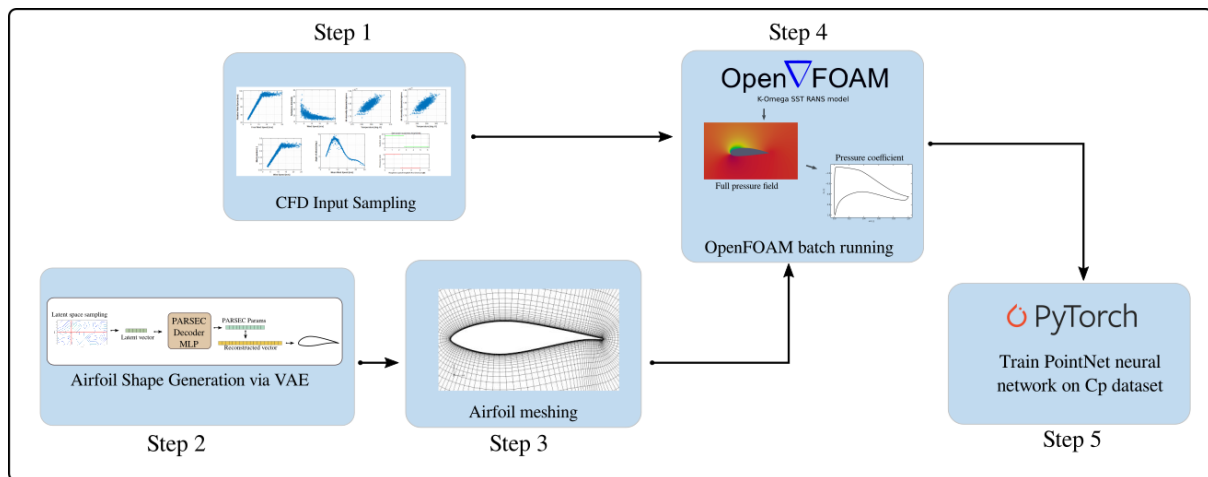 Step 1
CFD Input Sampling
Step 2
Latent space sampling
Latent vector
PARSEC
Decoder
MLP
PARSEC Params
Reconstructed vector
Airfoil Shape Generation via VAE
Step 3
Airfoil meshing
Step 4
OpenFOAM
K-Omega SST RANS model
Full pressure field
Pressure coefficient
OpenFOAM batch running
PyTorch
Train PointNet neural
network on Cp dataset
Step 5